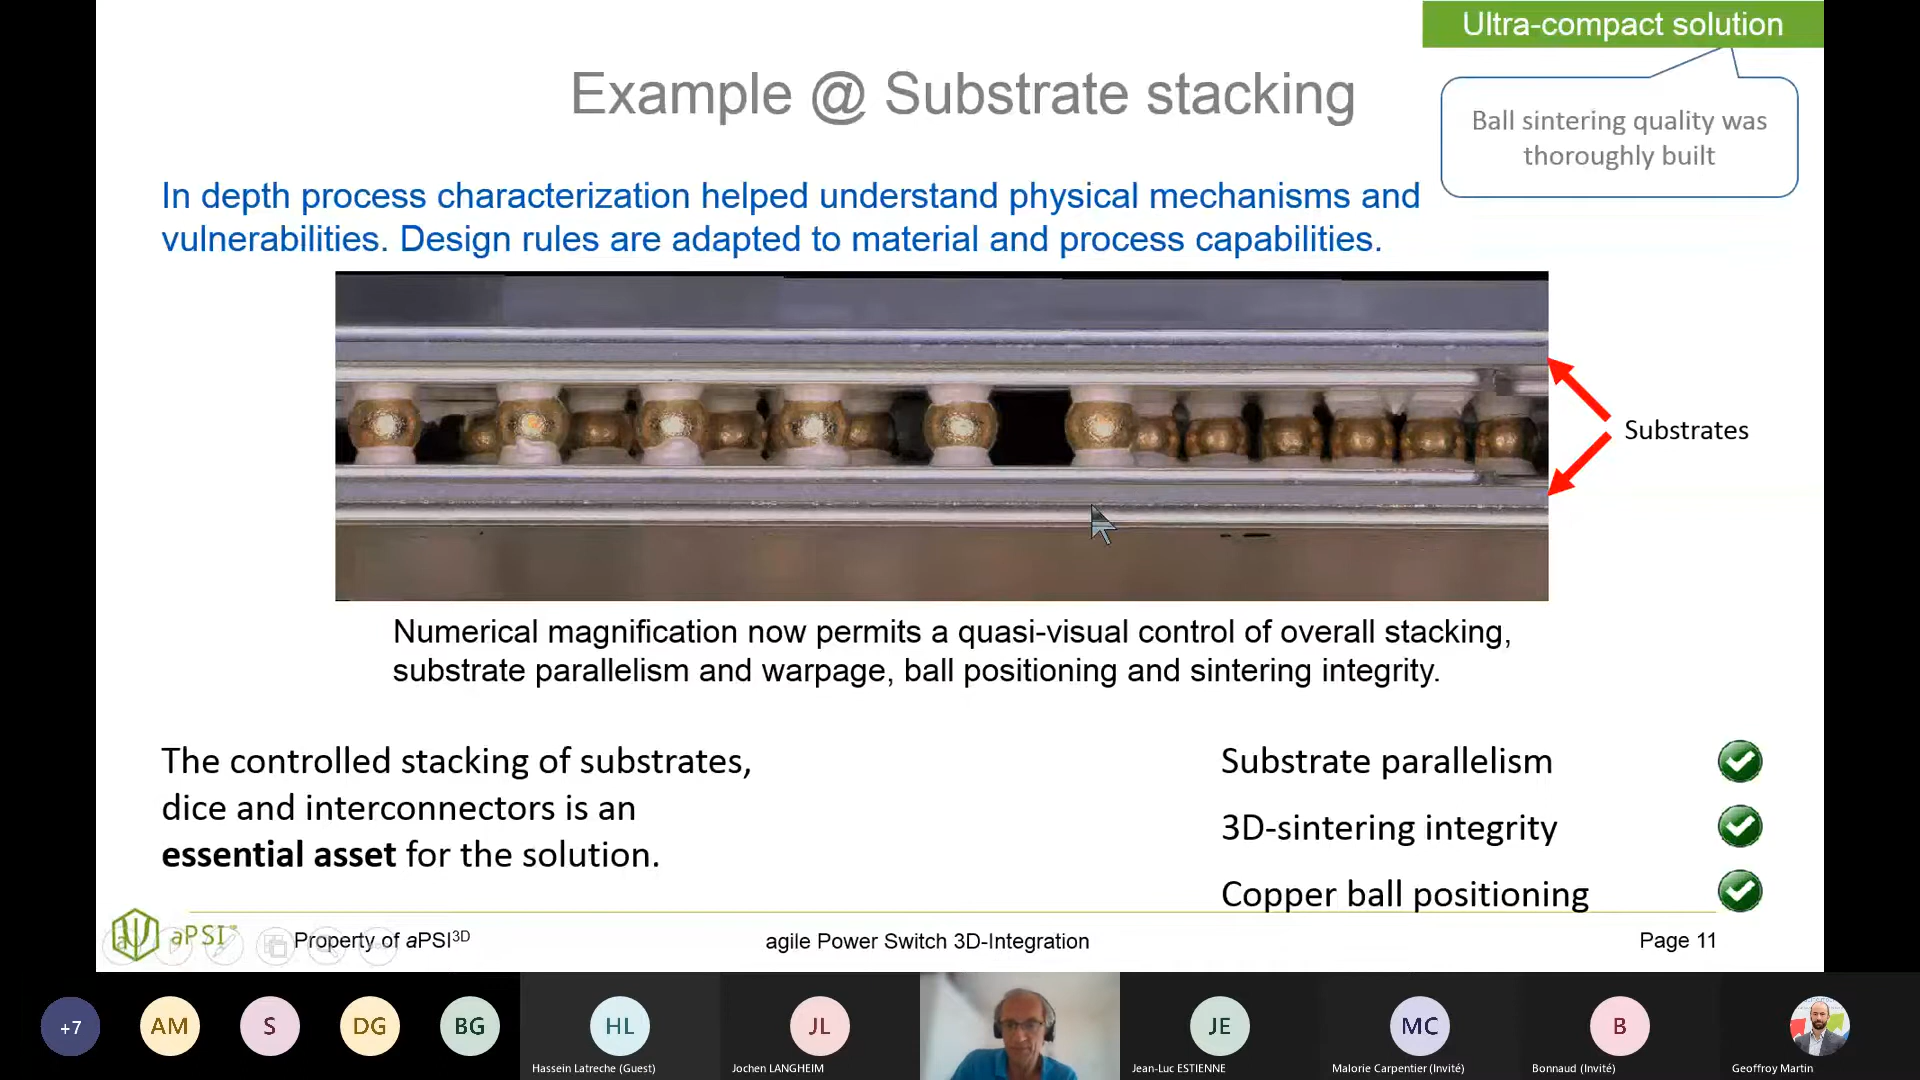 Ultra-compact solution
Example @ Substrate stacking
Ball sintering quality was
thoroughly built
In depth process characterization helped understand physical mechanisms and
vulnerabilities. Design rules are adapted to material and process capabilities.
Substrates
Numerical magnification now permits a quasi-visual control of overall stacking,
substrate parallelism and warpage, ball positioning and sintering integrity.
The controlled stacking of substrates,
dice and interconnectors is an
essential asset for the solution.
Substrate parallelism
3D-sintering integrity
Copper ball positioning
aPSI
Property of aPSI3D
agile Power Switch 3D-Integration
Page 11
+7
AM
S
DG
BG
HL
JL
JE
MC
B
Hassein Latreche (Guest)
Jochen LANGHEIM
Jean-Luc ESTIENNE
Malorie Carpentier (Invité)
Bonnaud (Invité)
Geoffroy Martin